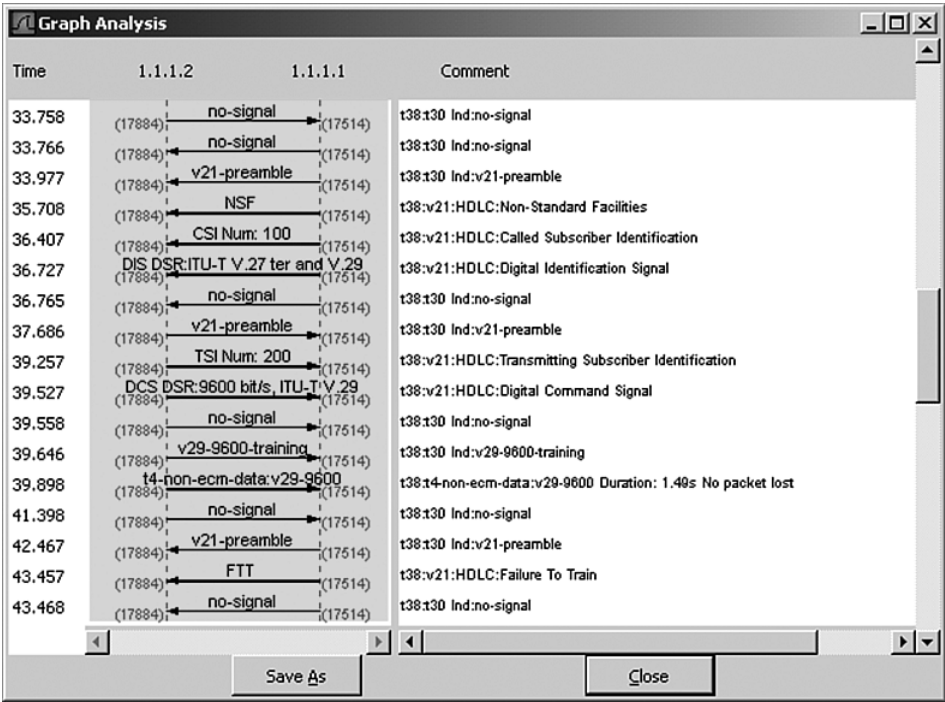 Graph Analysis
Time 1.1.1.2 1.1.1.1 Comment
33.758 (17884) no-signal (17514) t38:t30 Ind:no-signal
33.766 (17884) no-signal (17514) t38:t30 Ind:no-signal
33.977 (17884) v21-preamble (17514) t38:t30 Ind:v21-preamble
35.708 (17884) NSF (17514) t38:v21:HDLC:Non-Standard Facilities
36.407 (17884) CSI Num: 100 (17514) t38:v21:HDLC:Called Subscriber Identification
36.727 (17884) DIS DSR:ITU-T V.27 ter and V.29 (17514) t38:v21:HDLC:Digital Identification Signal
36.765 (17884) no-signal (17514) t38:t30 Ind:no-signal
37.686 (17884) v21-preamble (17514) t38:t30 Ind:v21-preamble
39.257 (17884) TSI Num: 200 (17514) t38:v21:HDLC:Transmitting Subscriber Identification
39.527 (17884) DCS DSR:9600 bit/s, ITU-T V.29 (17514) t38:v21:HDLC:Digital Command Signal
39.558 (17884) no-signal (17514) t38:t30 Ind:no-signal
39.646 (17884) v29-9600-training (17514) t38:t30 Ind:v29-9600-training
39.898 (17884) t4-non-ecm-data:v29-9600 (17514) t38:t4-non-ecm-data:v29-9600 Duration: 1.49s No packet lost
41.398 (17884) no-signal (17514) t38:t30 Ind:no-signal
42.467 (17884) v21-preamble (17514) t38:t30 Ind:v21-preamble
43.457 (17884) FTT (17514) t38:v21:HDLC:Failure To Train
43.468 (17884) no-signal (17514) t38:t30 Ind:no-signal
Save As Close